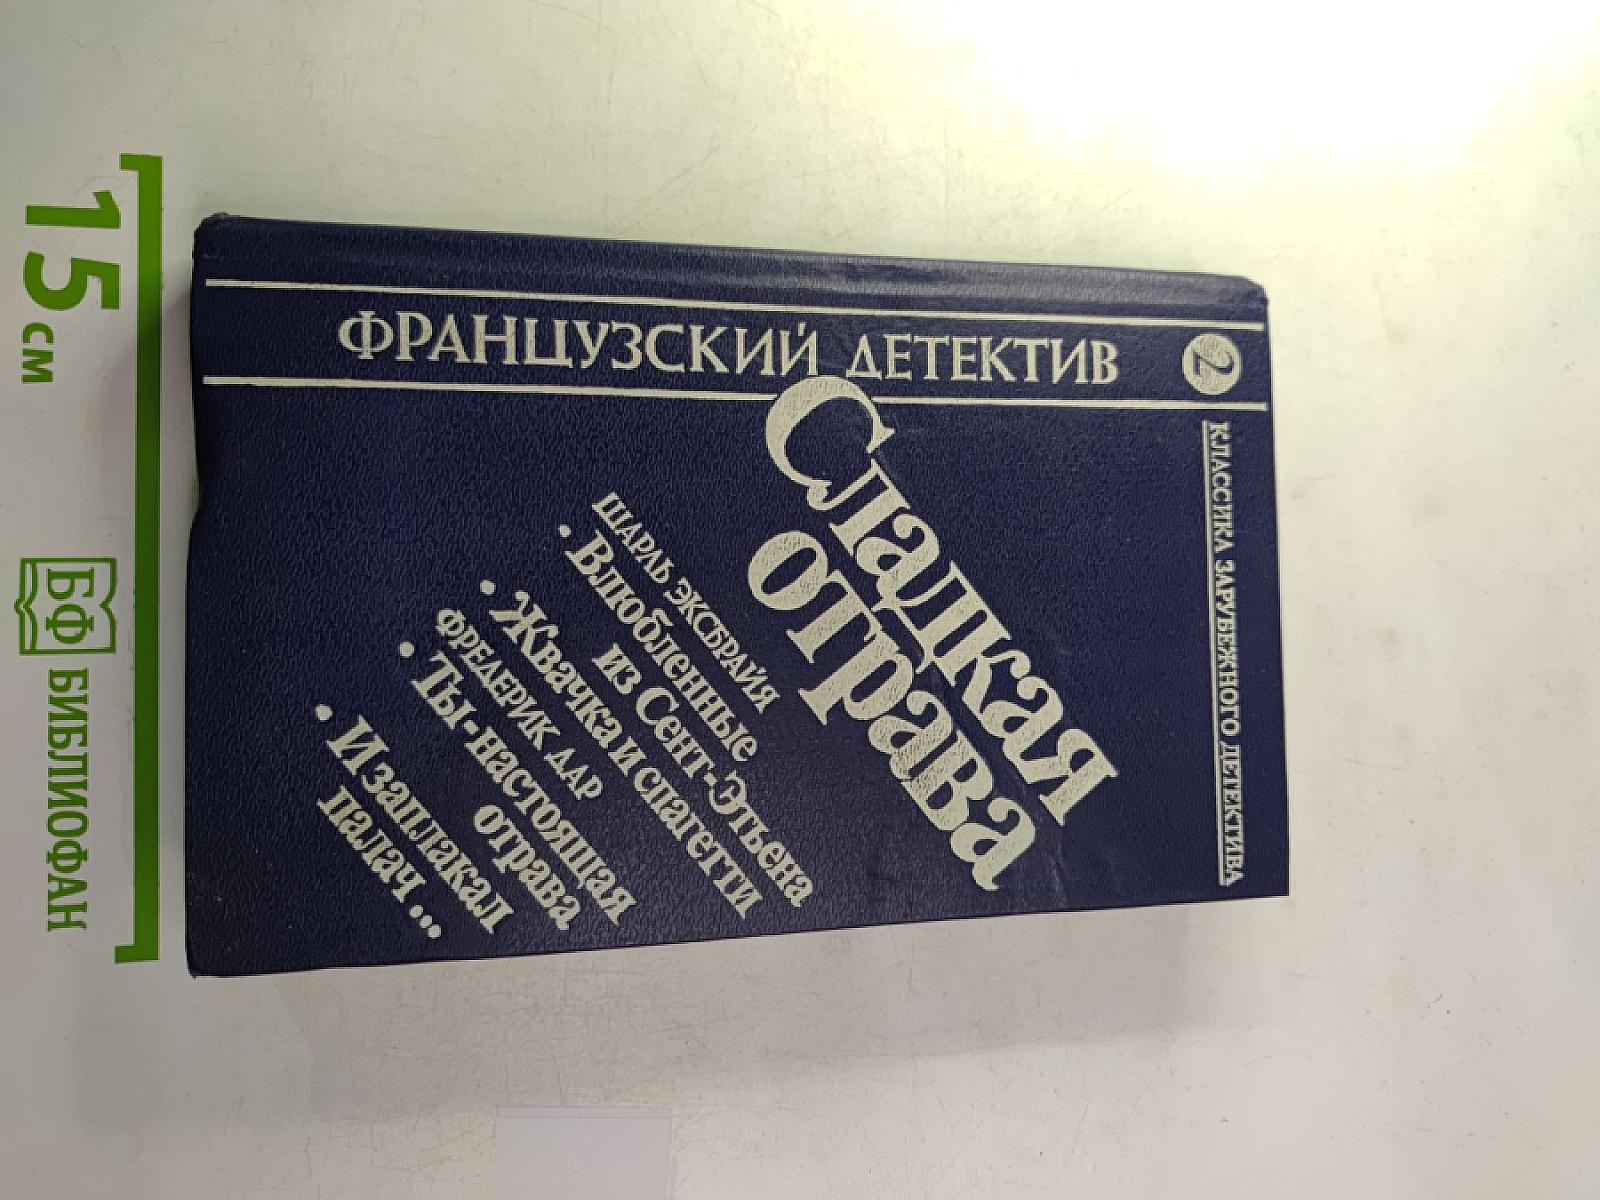 КЛАССИКА ЗАРУБЕЖНОГО ДЕТЕКТИВА
2
ФРАНЦУЗСКИЙ ДЕТЕКТИВ
Сладкая
отрава
ШАРЛЬ ЭКСБРАЙЯ
• Влюбленные
из Сент-Этьена
• Жвачка и спагетти
ФРЕДЕРИК ДАР
• Ты-настоящая
отрава
• И заплакал
палач...
15 см
БФ БИБЛИОФАН